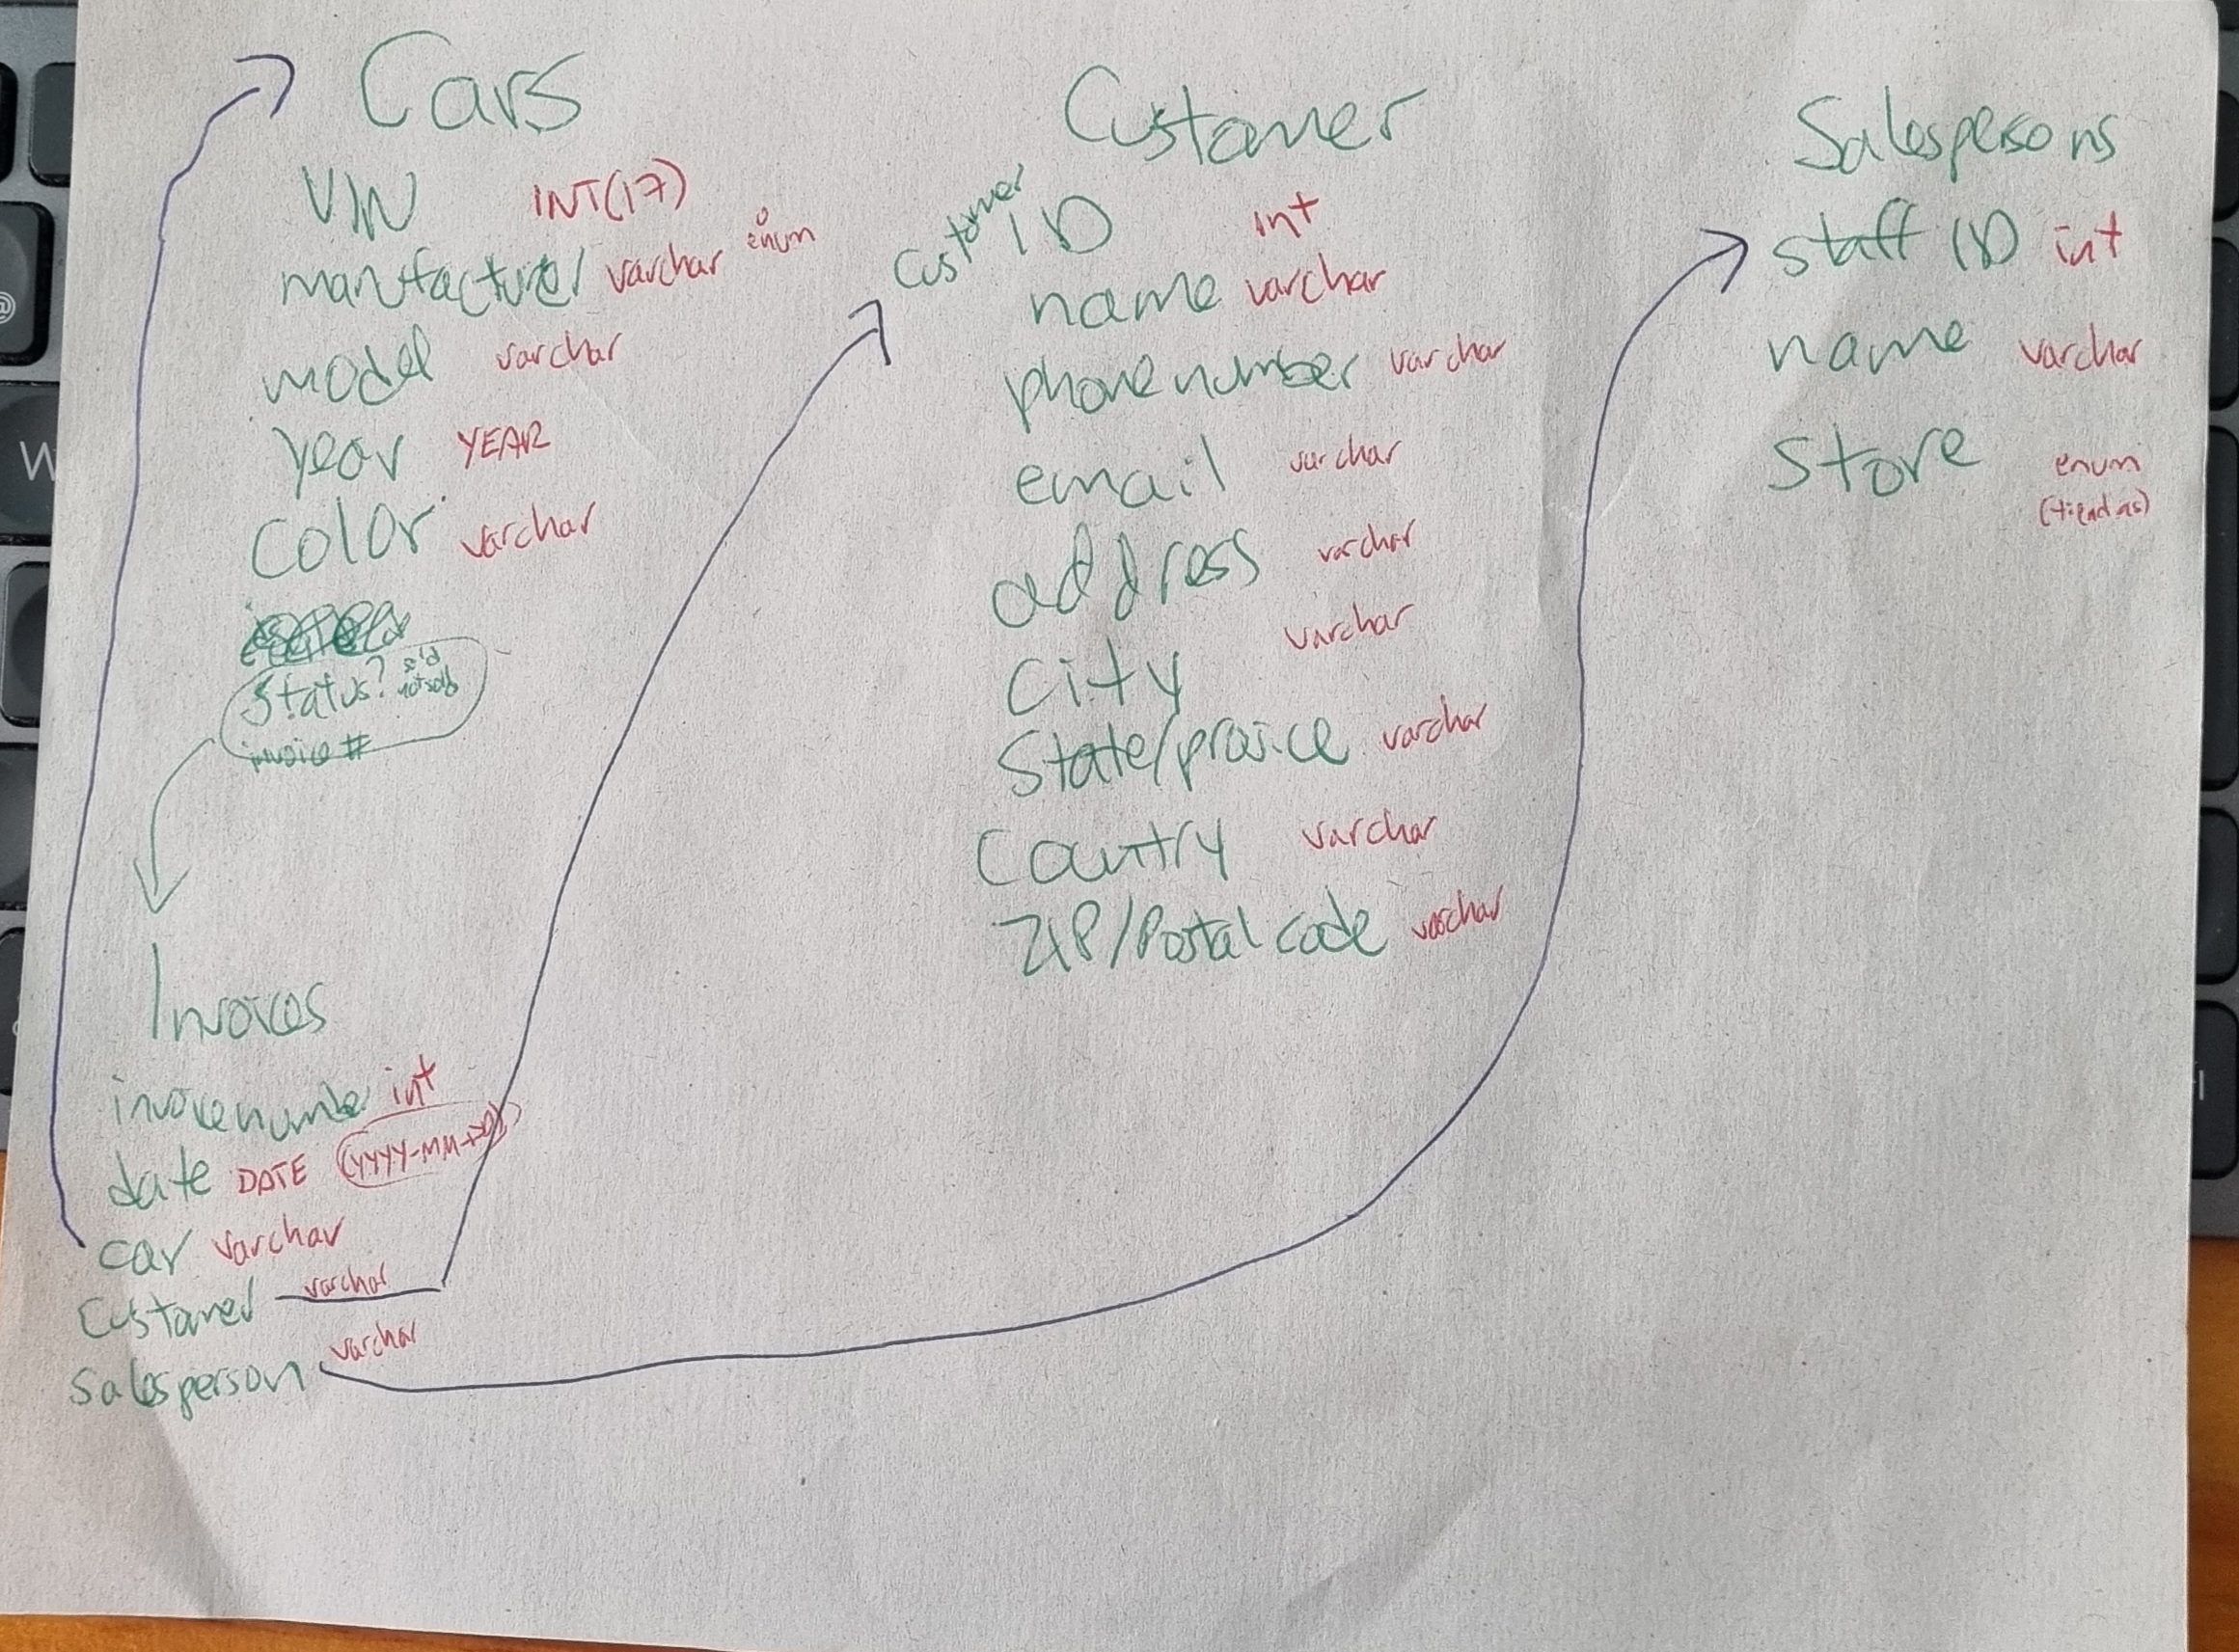 Cars
VIN INT(17)
manufacturer varchar o enum
model varchar
year YEAR
color varchar
Status? sold not sold
invoice #
Invoices
invoice number int
date DATE (YYYY-MM-DD)
car varchar
Customer varchar
Salesperson varchar
Customer
Customer ID int
name varchar
phone number varchar
email varchar
address varchar
City varchar
State/province varchar
Country varchar
ZIP/Postal code varchar
Salespersons
staff ID int
name varchar
Store enum
(tiendas)
W
@